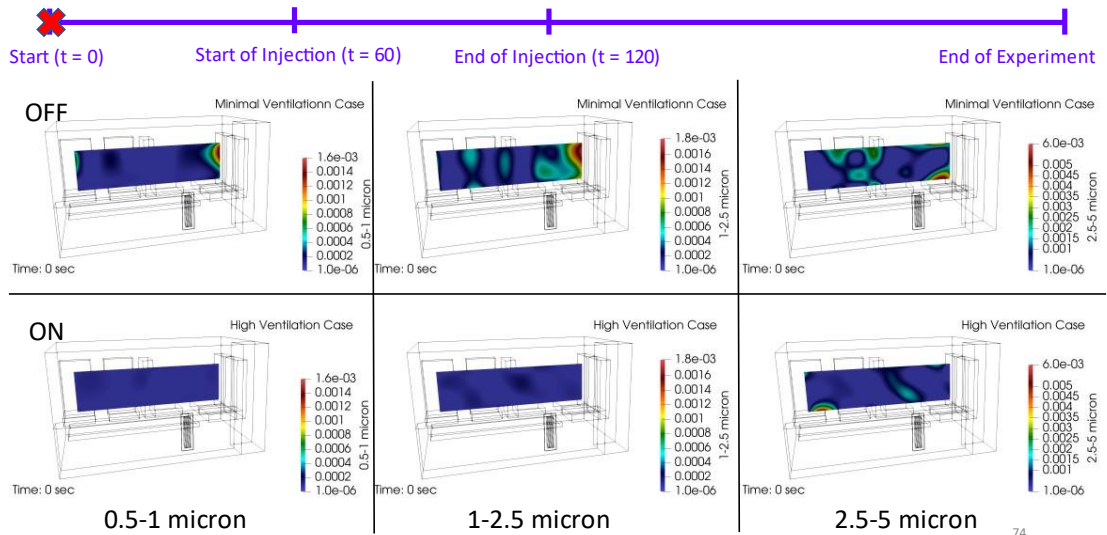 Start (t = 0)
Start of Injection (t = 60)
End of Injection (t = 120)
End of Experiment
OFF
Minimal Ventilationn Case
1.6e-03
0.0014
0.0012
0.001
0.0008
0.0006
0.0004
1.0e-06
0.5-1 micron
Time: 0 sec
Minimal Ventilationn Case
1.8e-03
0.0016
0.0014
0.0012
0.001
0.0008
0.0006
0.0004
1.0e-06
1-2.5 micron
Time: 0 sec
Minimal Ventilationn Case
6.0e-03
0.005
0.0045
0.004
0.0035
0.003
0.0025
0.002
0.0015
0.001
1.0e-06
2.5-5 micron
Time: 0 sec
ON
High Ventilation Case
1.6e-03
0.0014
0.0012
0.001
0.0008
0.0006
0.0004
1.0e-06
0.5-1 micron
Time: 0 sec
High Ventilation Case
1.8e-03
0.0016
0.0014
0.0012
0.001
0.0008
0.0006
0.0004
1.0e-06
1-2.5 micron
Time: 0 sec
High Ventilation Case
6.0e-03
0.005
0.0045
0.004
0.0035
0.003
0.0025
0.002
0.0015
1.0e-06
2.5-5 micron
Time: 0 sec
0.5-1 micron
1-2.5 micron
2.5-5 micron
74